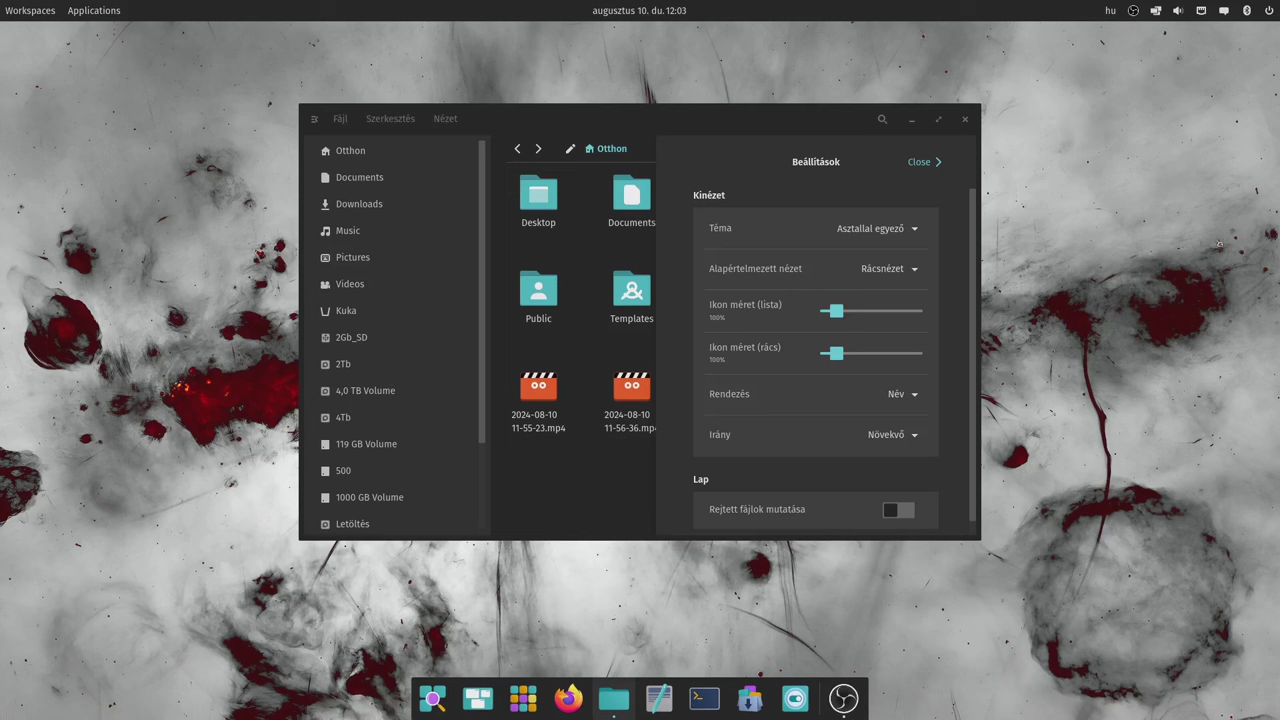 Workspaces Applications augusztus 10. du. 12:03 hu
Fájl Szerkesztés Nézet
Otthon
Documents
Downloads
Music
Pictures
Videos
Kuka
2Gb_SD
2Tb
4,0 TB Volume
4Tb
119 GB Volume
500
1000 GB Volume
Letöltés
Otthon
Desktop Documents
Public Templates
2024-08-10 2024-08-10
11-55-23.mp4 11-56-36.mp4
Beállítások Close
Kinézet
Téma Asztallal egyező
Alapértelmezett nézet Rácsnézet
Ikon méret (lista)
100%
Ikon méret (rács)
100%
Rendezés Név
Irány Növekvő
Lap
Rejtett fájlok mutatása